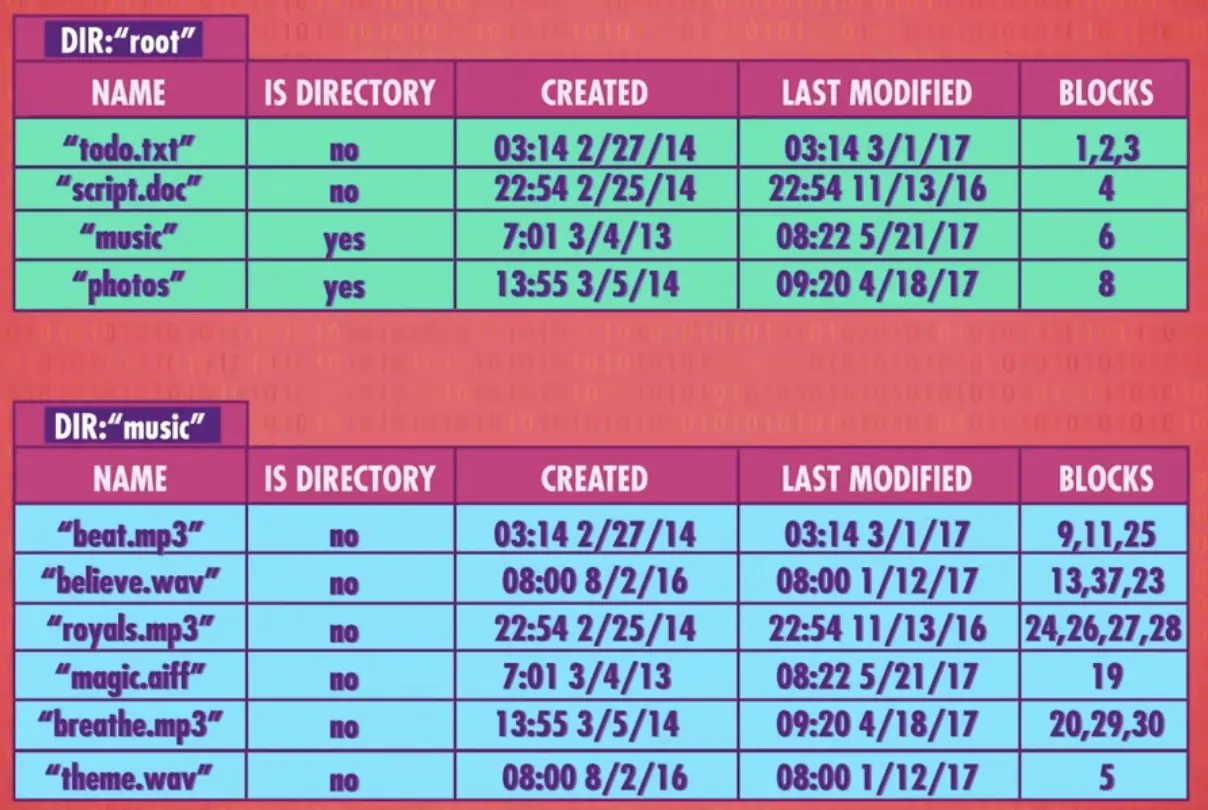 DIR:“root”
NAME IS DIRECTORY CREATED LAST MODIFIED BLOCKS
“todo.txt” no 03:14 2/27/14 03:14 3/1/17 1,2,3
“script.doc” no 22:54 2/25/14 22:54 11/13/16 4
“music” yes 7:01 3/4/13 08:22 5/21/17 6
“photos” yes 13:55 3/5/14 09:20 4/18/17 8
DIR:“music”
NAME IS DIRECTORY CREATED LAST MODIFIED BLOCKS
“beat.mp3” no 03:14 2/27/14 03:14 3/1/17 9,11,25
“believe.wav” no 08:00 8/2/16 08:00 1/12/17 13,37,23
“royals.mp3” no 22:54 2/25/14 22:54 11/13/16 24,26,27,28
“magic.aiff” no 7:01 3/4/13 08:22 5/21/17 19
“breathe.mp3” no 13:55 3/5/14 09:20 4/18/17 20,29,30
“theme.wav” no 08:00 8/2/16 08:00 1/12/17 5